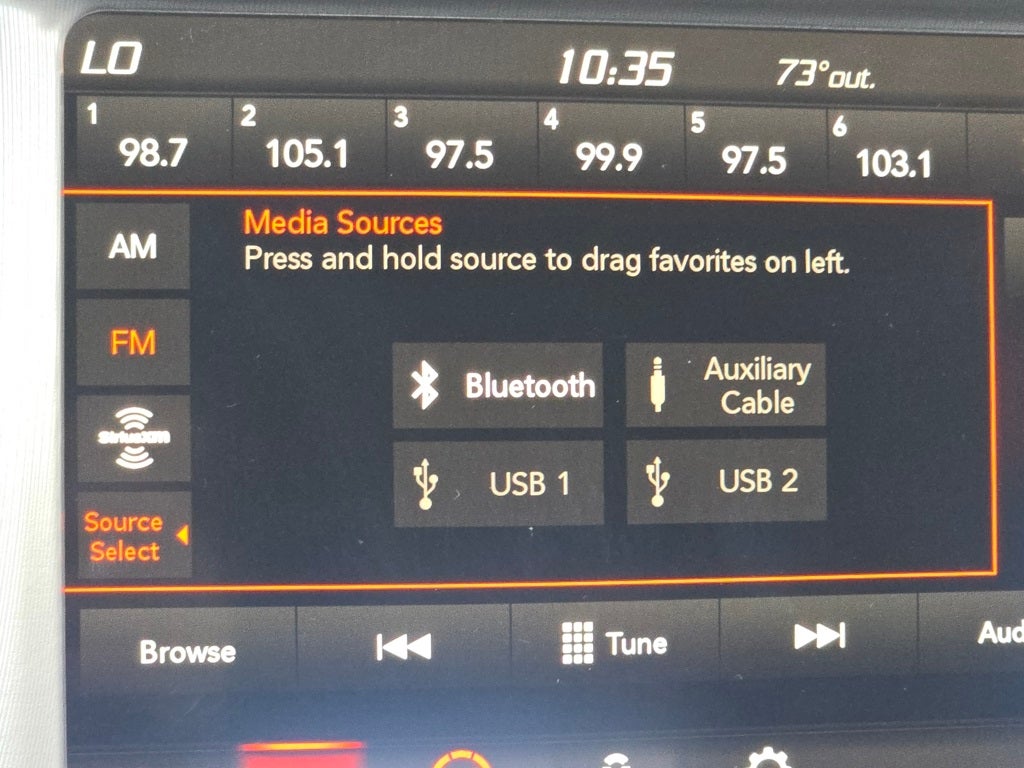 LO 10:35 73°out.
1 2 3 4 5 6
98.7 105.1 97.5 99.9 97.5 103.1
AM
FM
SiriusXM
Source
Select
Media Sources
Press and hold source to drag favorites on left.
Bluetooth
Auxiliary
Cable
USB 1
USB 2
Browse
Tune
Aud